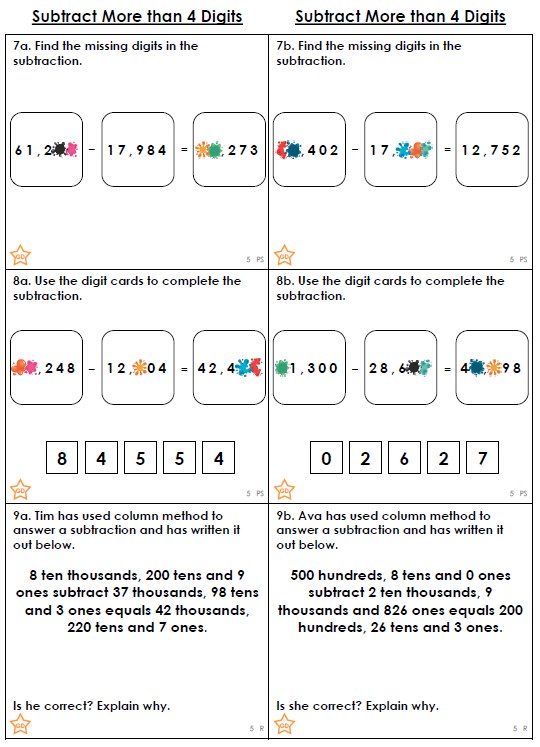 Subtract More than 4 Digits
Subtract More than 4 Digits
7a. Find the missing digits in the
subtraction.
61,2 − 17,984 = ,273
GD
5 PS
7b. Find the missing digits in the
subtraction.
,402 − 17, = 12,752
GD
5 PS
8a. Use the digit cards to complete the
subtraction.
,248 − 12, 04 = 42,4
8 4 5 5 4
GD
5 PS
8b. Use the digit cards to complete the
subtraction.
1,300 − 28,6 = 4 , 98
0 2 6 2 7
GD
5 PS
9a. Tim has used column method to
answer a subtraction and has written it
out below.
8 ten thousands, 200 tens and 9
ones subtract 37 thousands, 98 tens
and 3 ones equals 42 thousands,
220 tens and 7 ones.
Is he correct? Explain why.
GD
5 R
9b. Ava has used column method to
answer a subtraction and has written it
out below.
500 hundreds, 8 tens and 0 ones
subtract 2 ten thousands, 9
thousands and 826 ones equals 200
hundreds, 26 tens and 3 ones.
Is she correct? Explain why.
GD
5 R